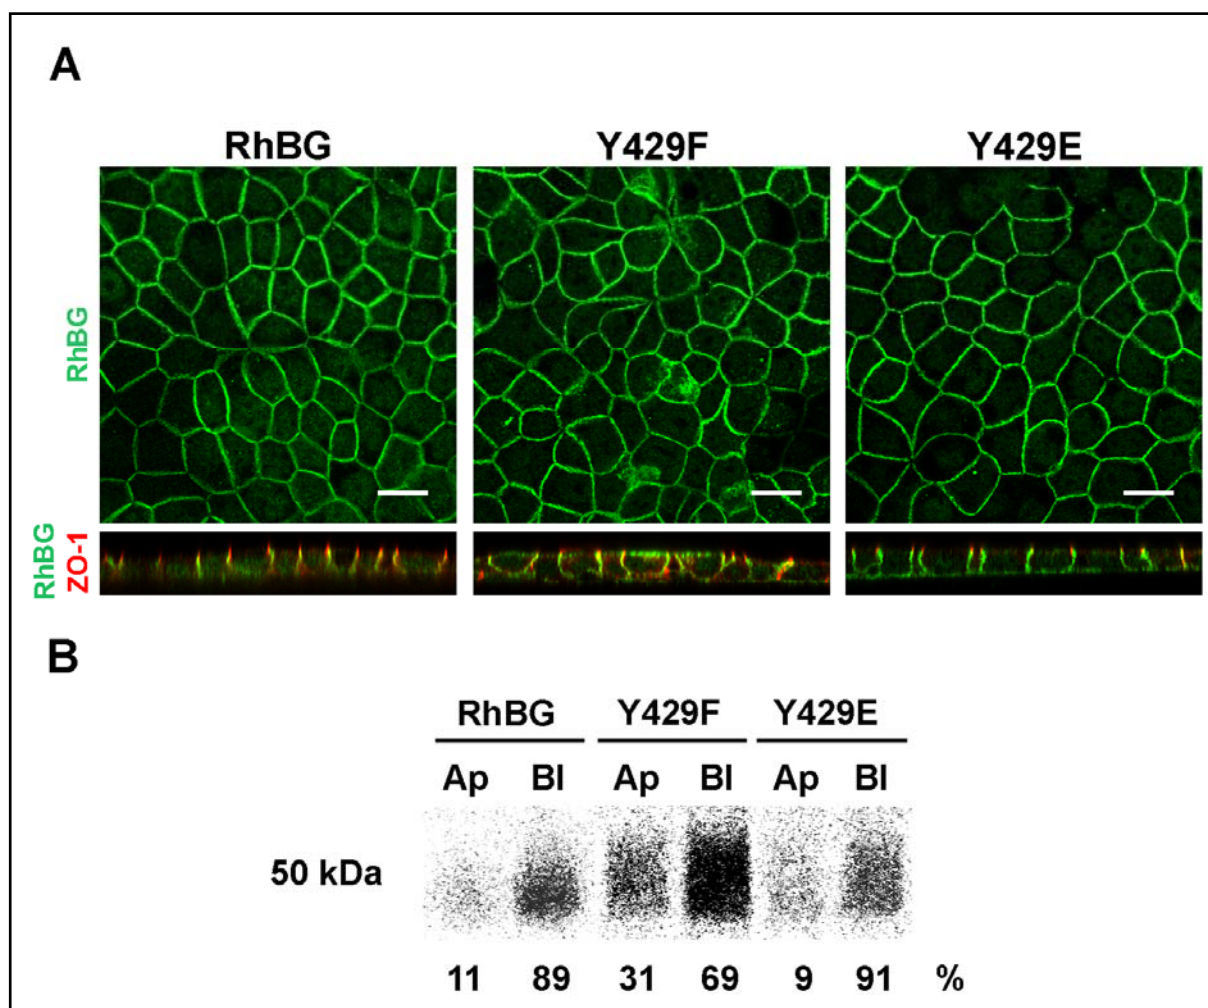 A
RhBG Y429F Y429E
RhBG
RhBG
ZO-1
B
RhBG Y429F Y429E
Ap Bl Ap Bl Ap Bl
50 kDa
11 89 31 69 9 91 %